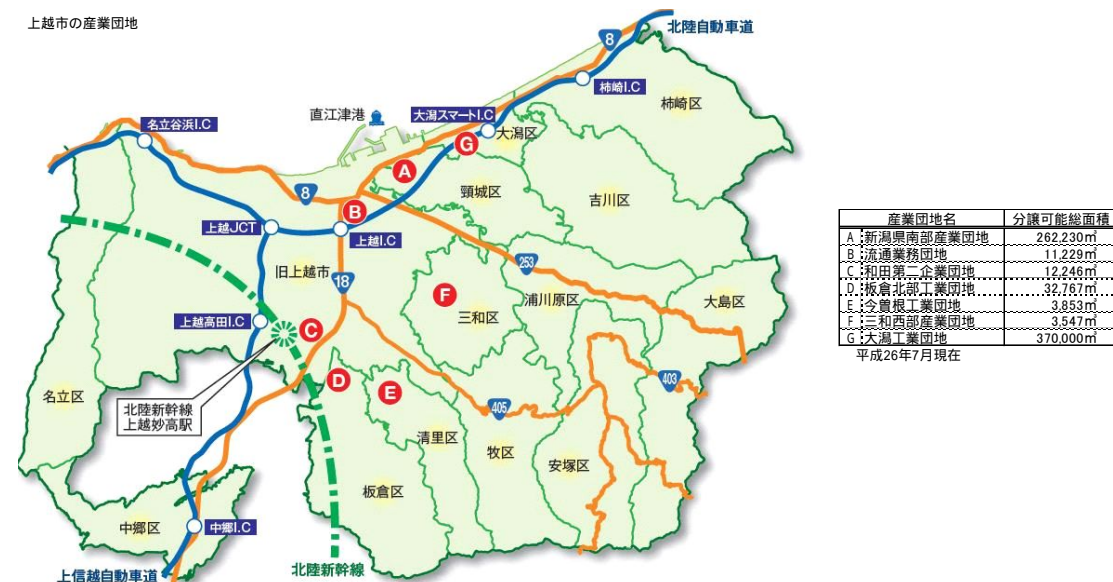 上越市の産業団地
北陸自動車道
8
柿崎I.C
柿崎区
直江津港
大潟スマートI.C
名立谷浜I.C
大潟区
G
A
頸城区
吉川区
8
B
上越JCT
上越I.C
旧上越市
18
253
F
浦川原区
大島区
三和区
上越高田I.C
C
D
E
403
名立区
北陸新幹線
上越妙高駅
405
清里区
牧区
安塚区
板倉区
中郷区
中郷I.C
上信越自動車道
北陸新幹線
産業団地名 分譲可能総面積
A 新潟県南部産業団地 262,230㎡
B 流通業務団地 11,229㎡
C 和田第二企業団地 12,246㎡
D 板倉北部工業団地 32,767㎡
E 今曽根工業団地 3,853㎡
F 三和西部産業団地 3,547㎡
G 大潟工業団地 370,000㎡
平成26年7月現在